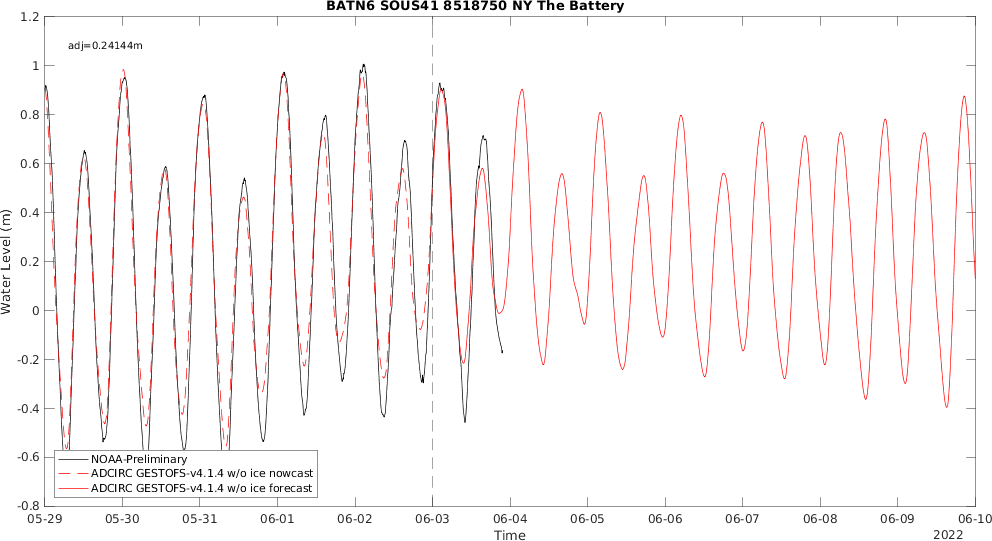 BATN6 SOUS41 8518750 NY The Battery
adj=0.24144m
Water Level (m)
1.2
1
0.8
0.6
0.4
0.2
0
-0.2
-0.4
-0.6
-0.8
NOAA-Preliminary
ADCIRC GESTOFS-v4.1.4 w/o ice nowcast
ADCIRC GESTOFS-v4.1.4 w/o ice forecast
05-29 05-30 05-31 06-01 06-02 06-03 06-04 06-05 06-06 06-07 06-08 06-09 06-10
Time
2022